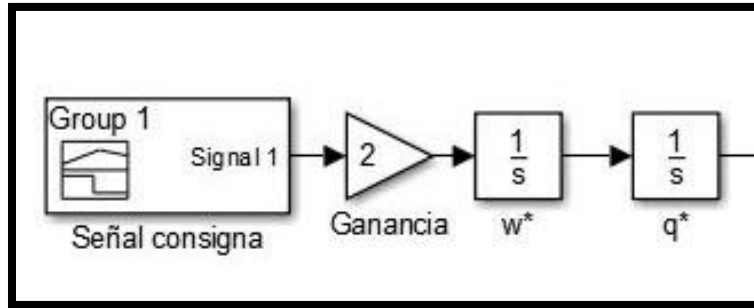 Group 1
Signal 1
Señal consigna
2
Ganancia
1
s
w*
1
s
q*